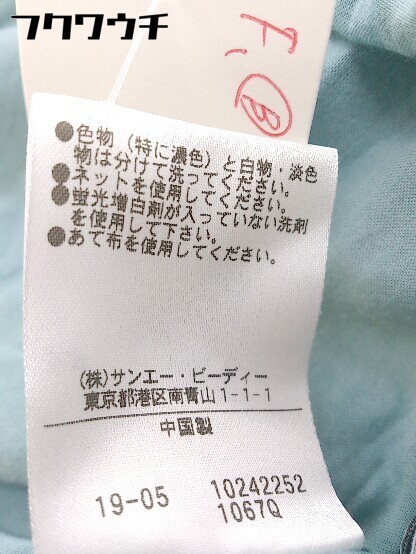 フクワウチ
F. B
●色物（特に濃色）と白物・淡色
物は分けて洗ってください。
●ネットを使用してください。
●蛍光増白剤が入っていない洗剤
を使用して下さい。
●あて布を使用してください。
(株)サンエー・ビーディー
東京都港区南青山1-1-1
中国製
19-05 10242252
1067Q